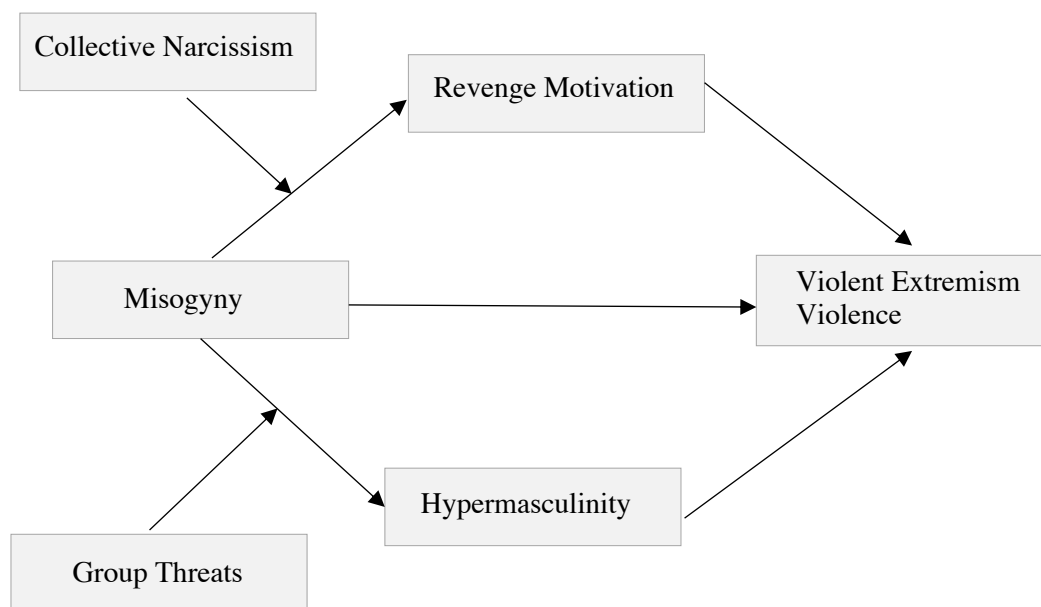 Collective Narcissism
Revenge Motivation
Misogyny
Violent Extremism
Violence
Hypermasculinity
Group Threats